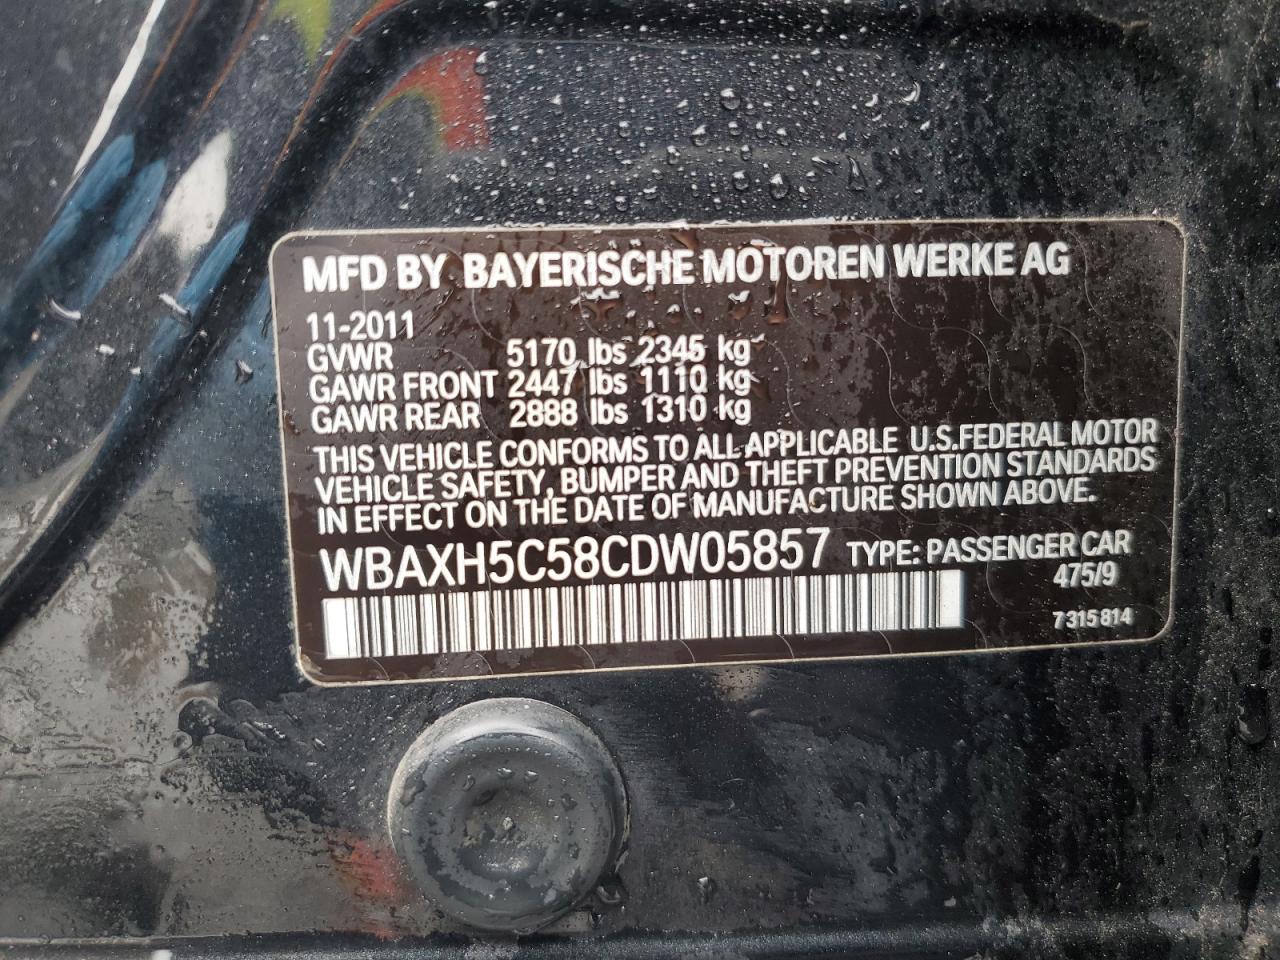 MFD BY BAYERISCHE MOTOREN WERKE AG
11-2011
GVWR 5170 lbs 2345 kg
GAWR FRONT 2447 lbs 1110 kg
GAWR REAR 2888 lbs 1310 kg
THIS VEHICLE CONFORMS TO ALL APPLICABLE U.S.FEDERAL MOTOR
VEHICLE SAFETY, BUMPER AND THEFT PREVENTION STANDARDS
IN EFFECT ON THE DATE OF MANUFACTURE SHOWN ABOVE.
WBAXH5C58CDW05857 TYPE: PASSENGER CAR
475/9
7315814